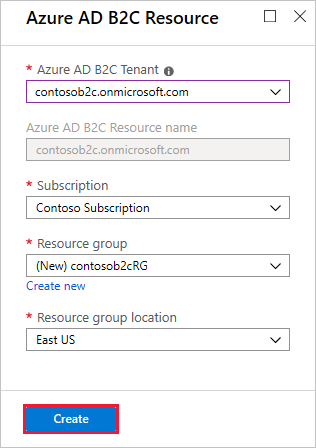 Azure AD B2C Resource
* Azure AD B2C Tenant
contosob2c.onmicrosoft.com
Azure AD B2C Resource name
contosob2c.onmicrosoft.com
* Subscription
Contoso Subscription
* Resource group
(New) contosob2cRG
Create new
* Resource group location
East US
Create